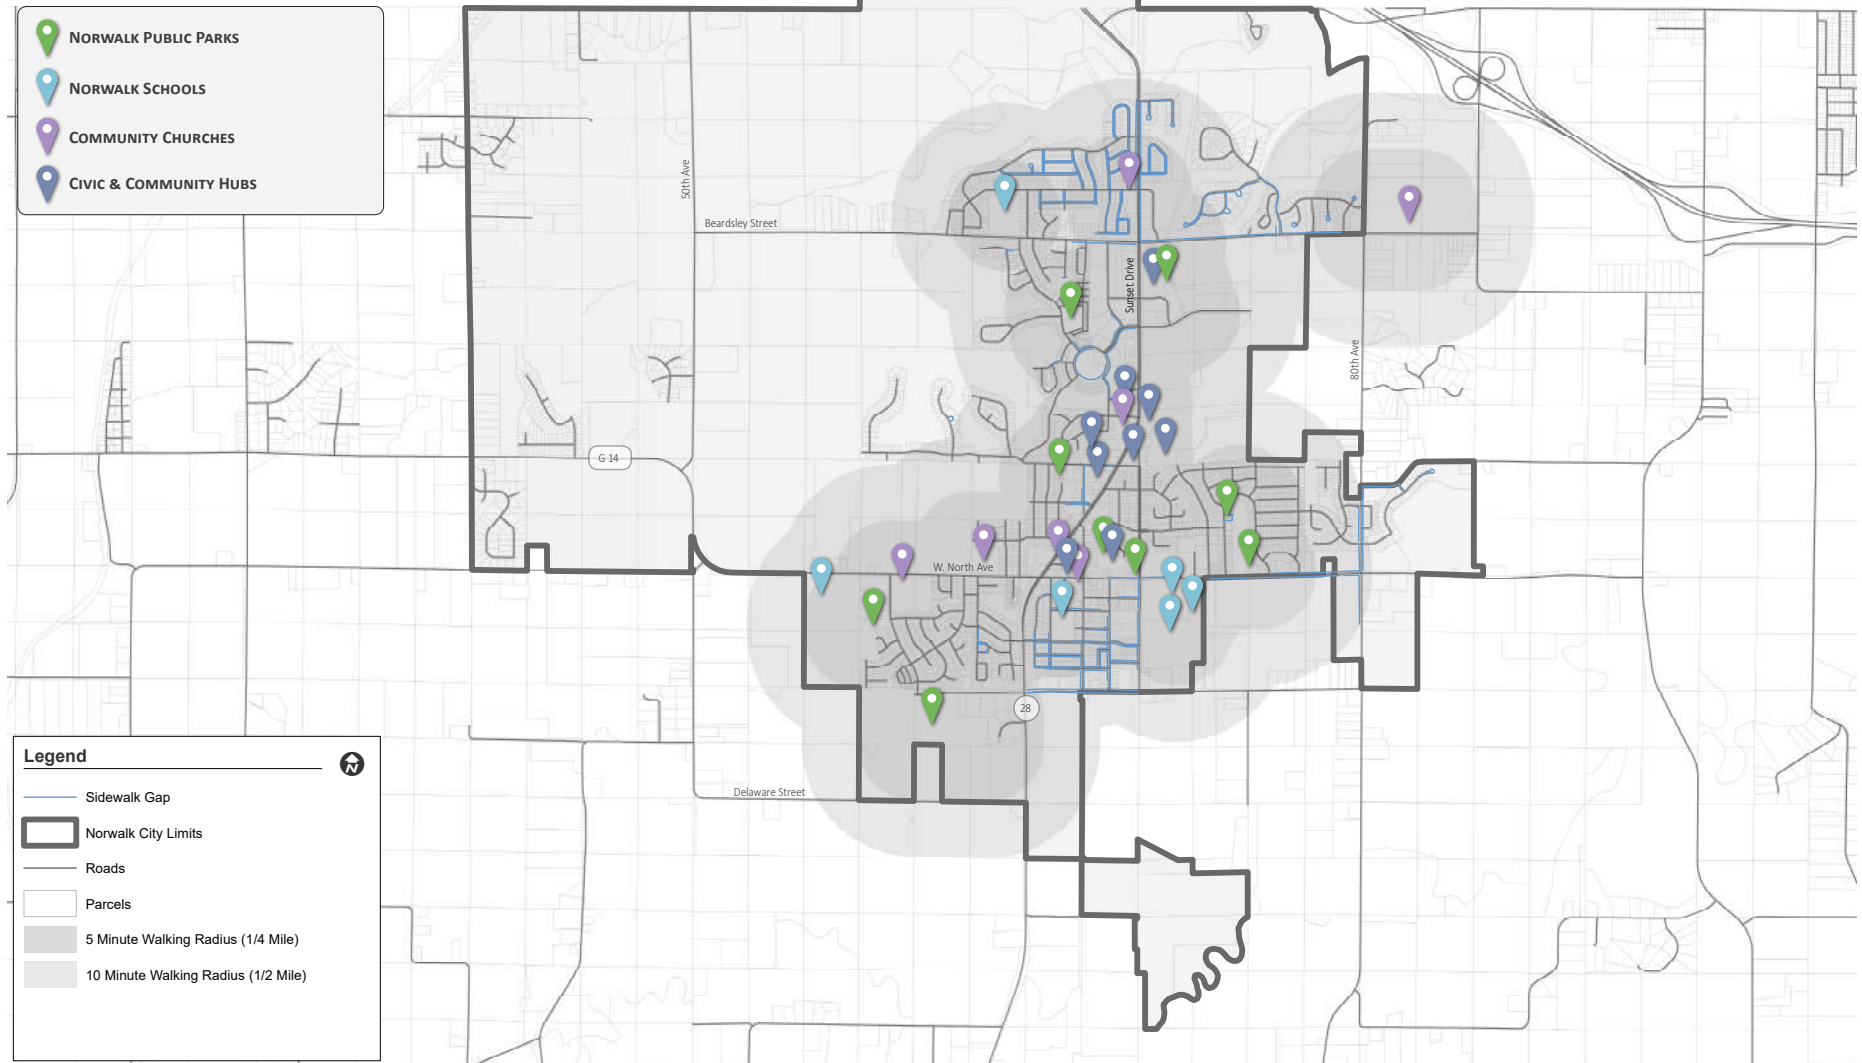 NORWALK PUBLIC PARKS
NORWALK SCHOOLS
COMMUNITY CHURCHES
CIVIC & COMMUNITY HUBS
50th Ave
Beardsley Street
Sunset Drive
80th Ave
G 14
W. North Ave
28
Delaware Street
Legend
N
Sidewalk Gap
Norwalk City Limits
Roads
Parcels
5 Minute Walking Radius (1/4 Mile)
10 Minute Walking Radius (1/2 Mile)